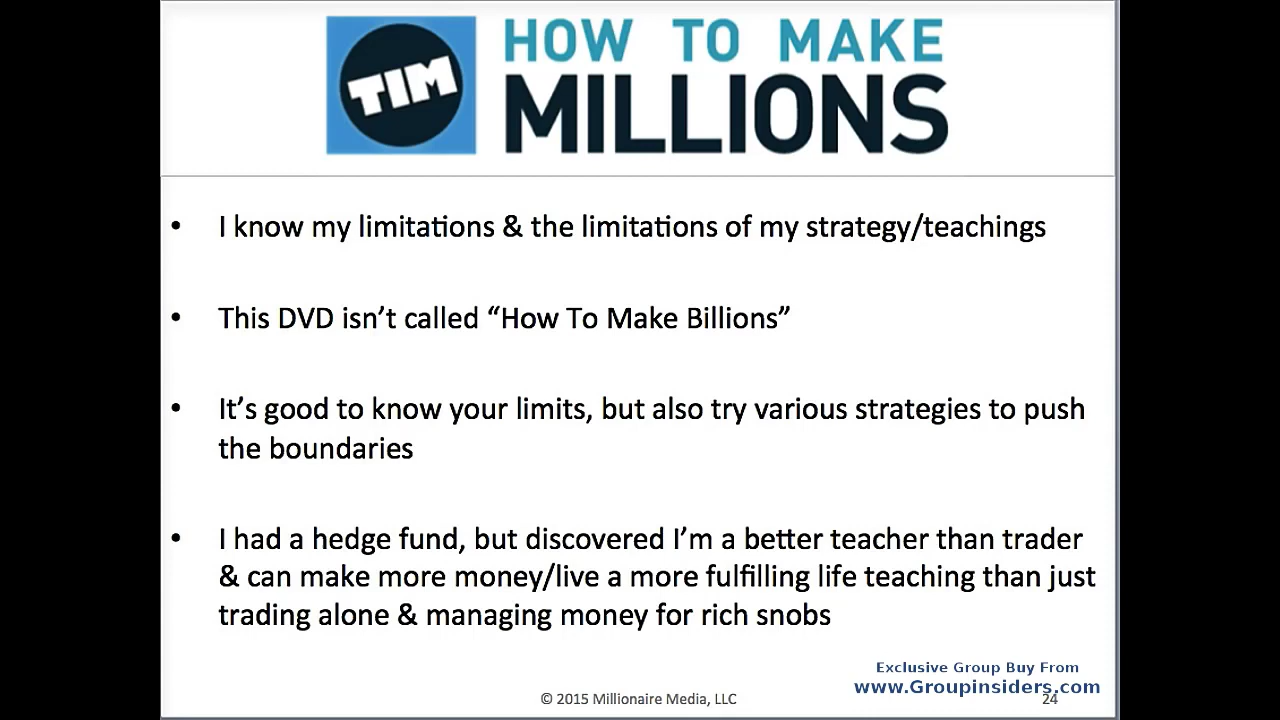 TIM
HOW TO MAKE
MILLIONS
• I know my limitations & the limitations of my strategy/teachings
• This DVD isn’t called “How To Make Billions”
• It’s good to know your limits, but also try various strategies to push
the boundaries
• I had a hedge fund, but discovered I’m a better teacher than trader
& can make more money/live a more fulfilling life teaching than just
trading alone & managing money for rich snobs
Exclusive Group Buy From
www.Groupinsiders.com
© 2015 Millionaire Media, LLC
24